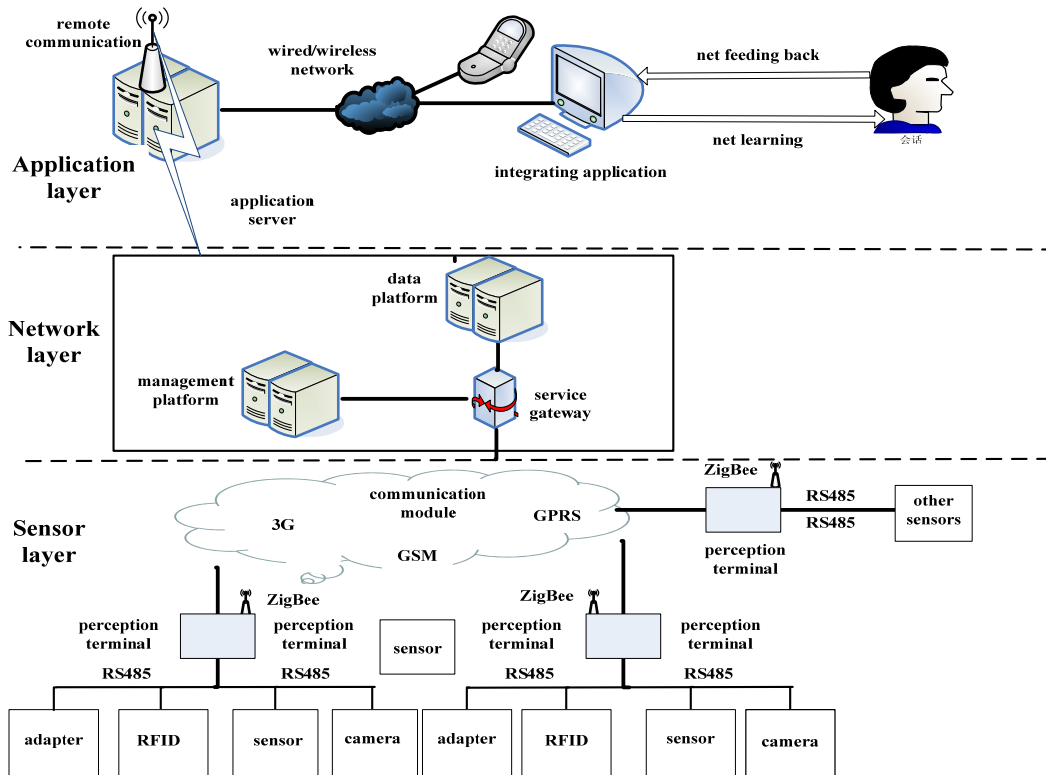 remote
communication
wired/wireless
network
net feeding back
net learning
会话
integrating application
Application
layer
application
server
data
platform
Network
layer
management
platform
service
gateway
communication
module
3G
GPRS
GSM
Sensor
layer
ZigBee
RS485
RS485
other
sensors
perception
terminal
ZigBee
perception
terminal
perception
terminal
RS485
RS485
sensor
ZigBee
perception
terminal
perception
terminal
RS485
RS485
adapter
RFID
sensor
camera
adapter
RFID
sensor
camera